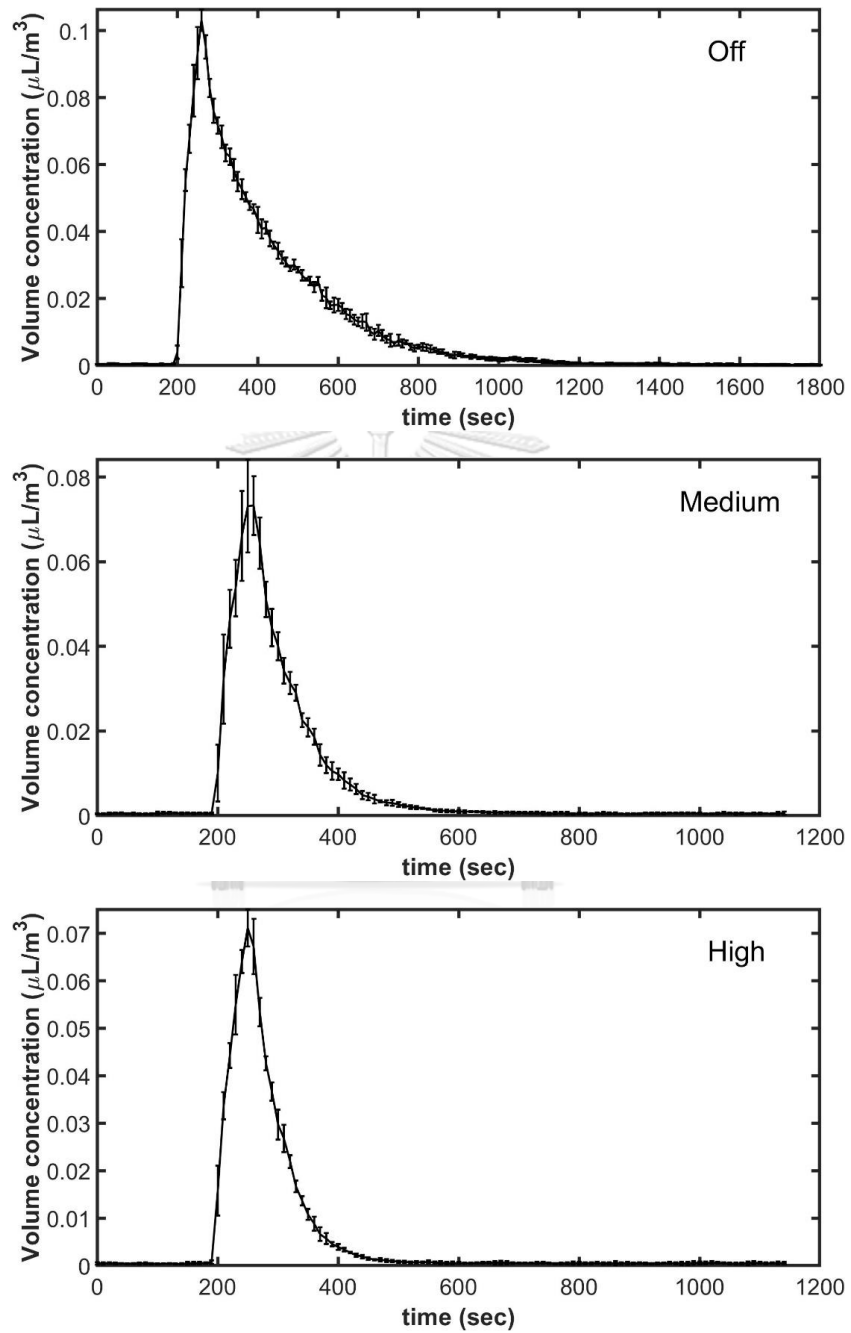 Off
Volume concentration (μL/m³)
0.1
0.08
0.06
0.04
0.02
0
0 200 400 600 800 1000 1200 1400 1600 1800
time (sec)
Medium
Volume concentration (μL/m³)
0.08
0.06
0.04
0.02
0
0 200 400 600 800 1000 1200
time (sec)
High
Volume concentration (μL/m³)
0.07
0.06
0.05
0.04
0.03
0.02
0.01
0
0 200 400 600 800 1000 1200
time (sec)